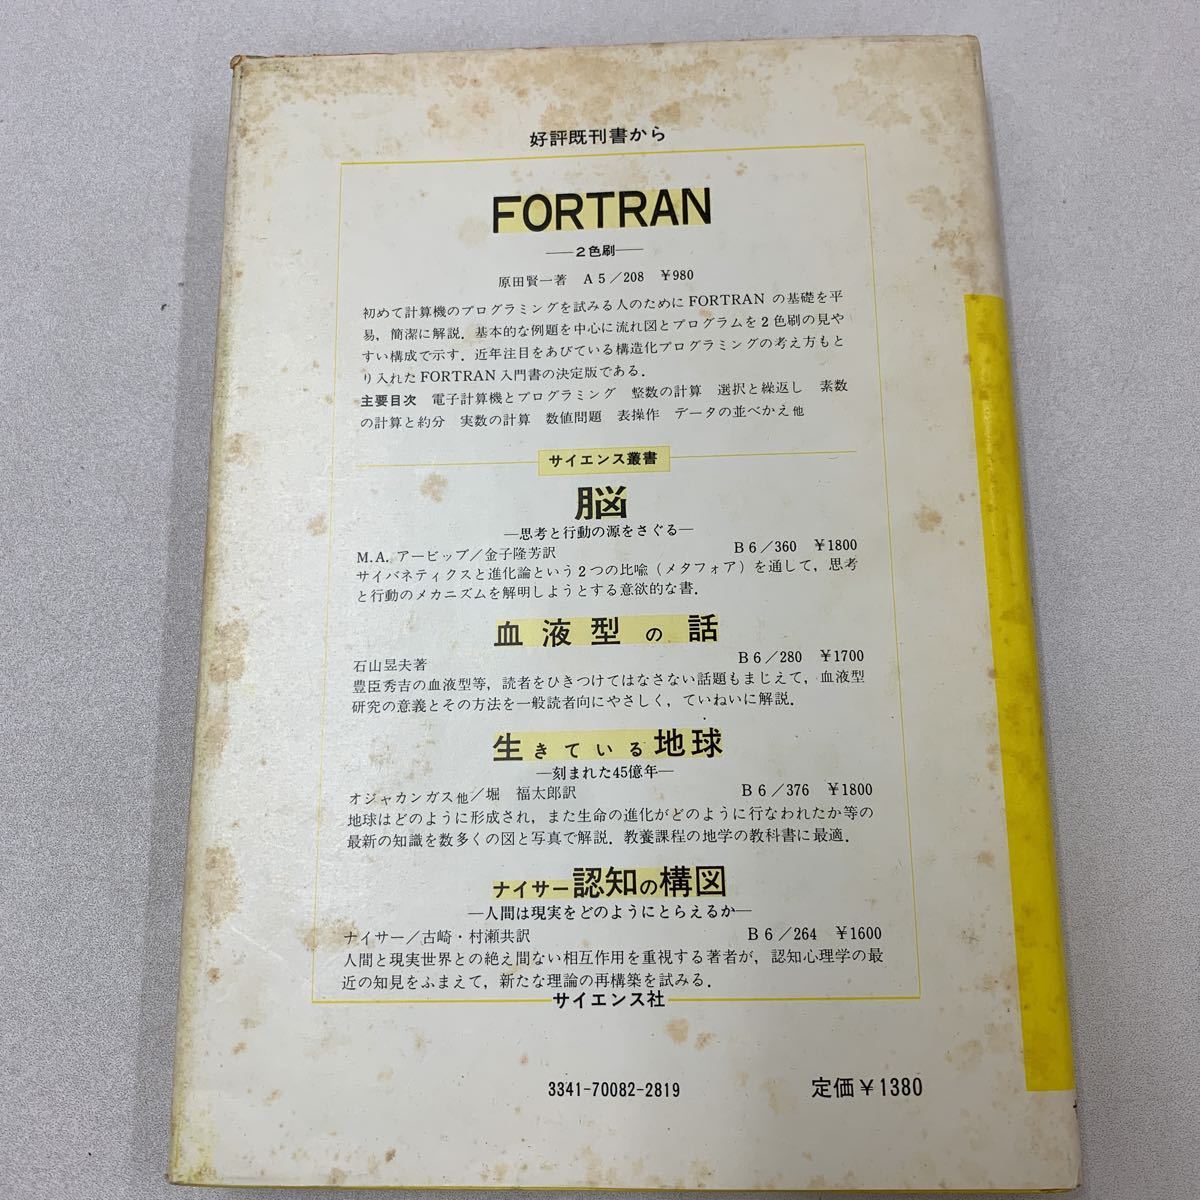 好評既刊書から
FORTRAN
—2色刷—
原田賢一著 A5／208 ￥980
初めて計算機のプログラミングを試みる人のためにFORTRANの基礎を平
易，簡潔に解説．基本的な例題を中心に流れ図とプログラムを2色刷の見や
すい構成で示す．近年注目をあびている構造化プログラミングの考え方もと
り入れたFORTRAN入門書の決定版である．
主要目次 電子計算機とプログラミング 整数の計算 選択と繰返し 素数
の計算と約分 実数の計算 数値問題 表操作 データの並べかえ他
サイエンス叢書
脳
—思考と行動の源をさぐる—
M.A. アービッブ／金子隆芳訳 B6／360 ￥1800
サイバネティクスと進化論という2つの比喩（メタフォア）を通して，思考
と行動のメカニズムを解明しようとする意欲的な書．
血液型の話
石山昱夫著 B6／280 ￥1700
豊臣秀吉の血液型等，読者をひきつけてはなさない話題もまじえて，血液型
研究の意義とその方法を一般読者向にやさしく，ていねいに解説．
生きている地球
—刻まれた45億年—
オジャカンガス他／堀 福太郎訳 B6／376 ￥1800
地球はどのように形成され，また生命の進化がどのように行なわれたか等の
最新の知識を数多くの図と写真で解説．教養課程の地学の教科書に最適．
ナイサー認知の構図
—人間は現実をどのようにとらえるか—
ナイサー／古崎・村瀬共訳 B6／264 ￥1600
人間と現実世界との絶え間ない相互作用を重視する著者が，認知心理学の最
近の知見をふまえて，新たな理論の再構築を試みる．
サイエンス社
3341-70082-2819 定価￥1380